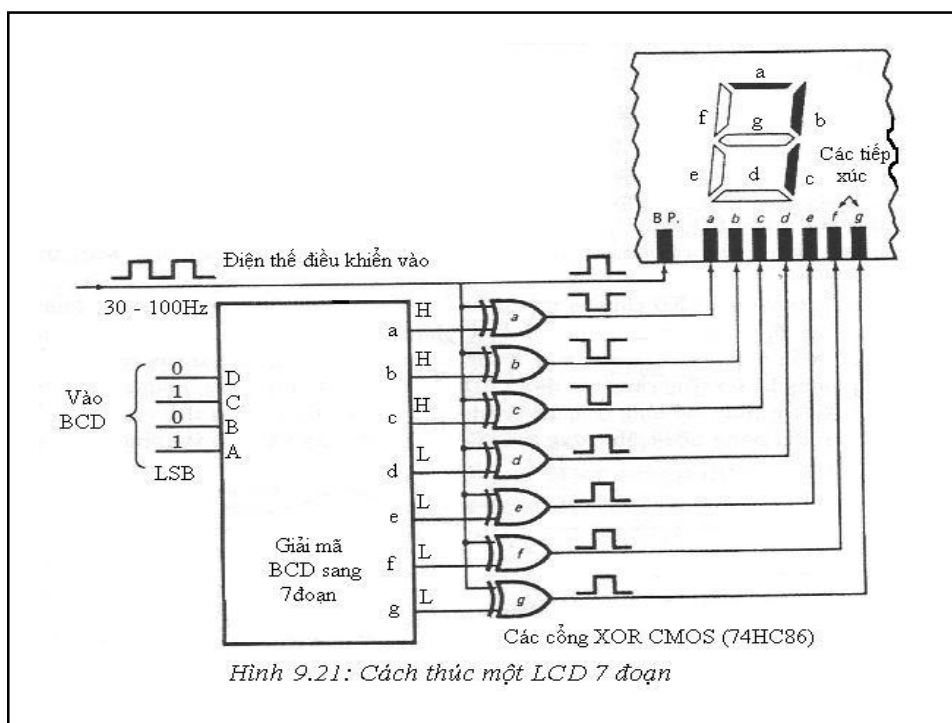 a
f
g
b
Các tiếp
xúc
e
d
c
B P.
a
b
c
d
e
f
g
Điện thế điều khiển vào
30 - 100Hz
H
a
a
H
b
b
H
c
c
L
d
d
L
e
e
L
f
f
L
g
g
Vào
BCD
0
D
1
C
0
B
1
A
LSB
Giải mã
BCD sang
7đoạn
Các cổng XOR CMOS (74HC86)
Hình 9.21: Cách thúc một LCD 7 đoạn